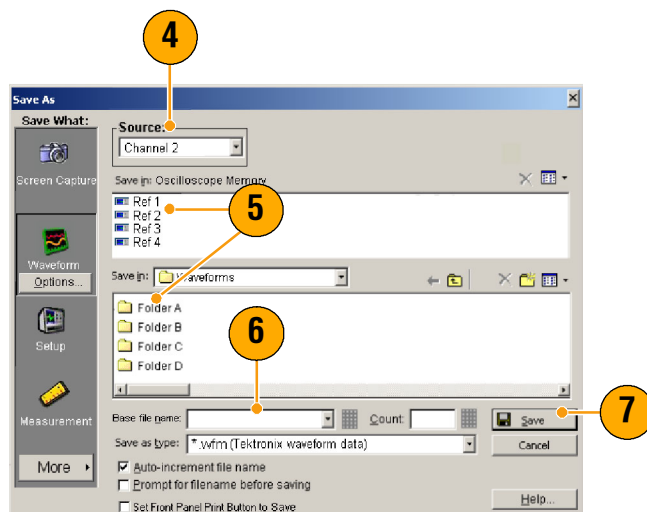 4
Save As
Save What:
Source:
Channel 2
Screen Capture
Save in: Oscilloscope Memory
Ref 1
Ref 2
Ref 3
Ref 4
5
Waveform
Options...
Save in: Waveforms
Folder A
Folder B
Folder C
Folder D
6
Setup
Measurement
Base file name:
Count:
Save
7
Save as type: *.wfm (Tektronix waveform data)
Cancel
More
Auto-increment file name
Prompt for filename before saving
Set Front Panel Print Button to Save
Help...